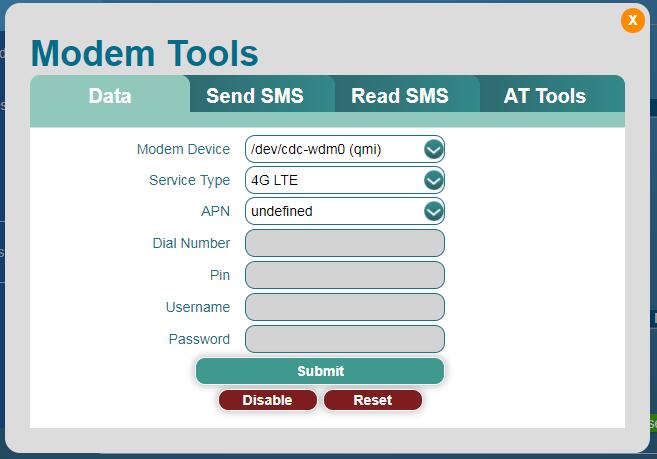 X
Modem Tools
Data Send SMS Read SMS AT Tools
Modem Device /dev/cdc-wdm0 (qmi)
Service Type 4G LTE
APN undefined
Dial Number
Pin
Username
Password
Submit
Disable Reset